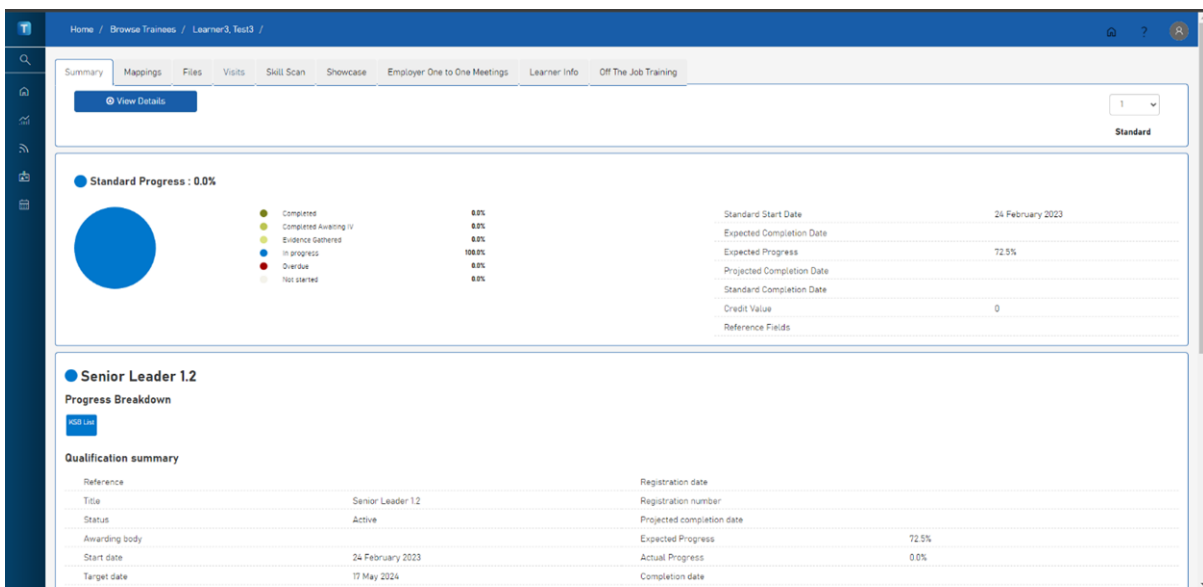 T
Home / Browse Trainees / Learner3, Test3 /
?
Summary Mappings Files Visits Skill Scan Showcase Employer One to One Meetings Learner Info Off The Job Training
View Details
1
Standard
Standard Progress : 0.0%
Completed 0.0%
Completed Awaiting IV 0.0%
Evidence Gathered 0.0%
In progress 100.0%
Overdue 0.0%
Not started 0.0%
Standard Start Date 24 February 2023
Expected Completion Date
Expected Progress 72.5%
Projected Completion Date
Standard Completion Date
Credit Value 0
Reference Fields
Senior Leader 1.2
Progress Breakdown
KSB List
Qualification summary
Reference Registration date
Title Senior Leader 1.2 Registration number
Status Active Projected completion date
Awarding body Expected Progress 72.5%
Start date 24 February 2023 Actual Progress 0.0%
Target date 17 May 2024 Completion date